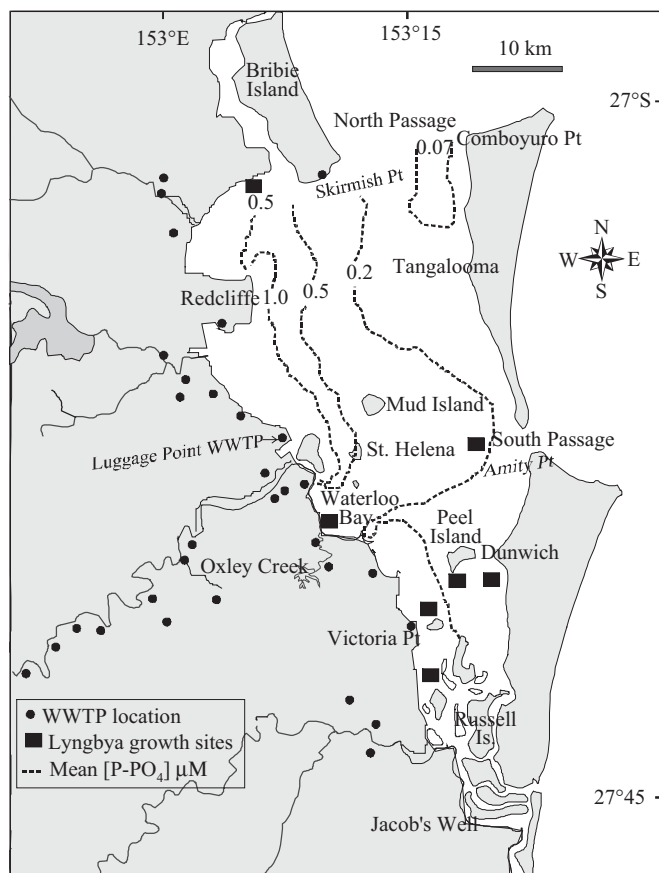 153°E
153°15
10 km
Bribie
Island
27°S
North Passage
Comboyuro Pt
0.07
Skirmish Pt
0.5
N
W E
S
0.2
Tangalooma
0.5
Redcliffe
1.0
Mud Island
Luggage Point WWTP
St. Helena
South Passage
Amity Pt
Waterloo
Bay
Peel
Island
Dunwich
Oxley Creek
Victoria Pt
WWTP location
Lyngbya growth sites
Mean [P-PO₄] μM
Russell
Is.
27°45
Jacob's Well